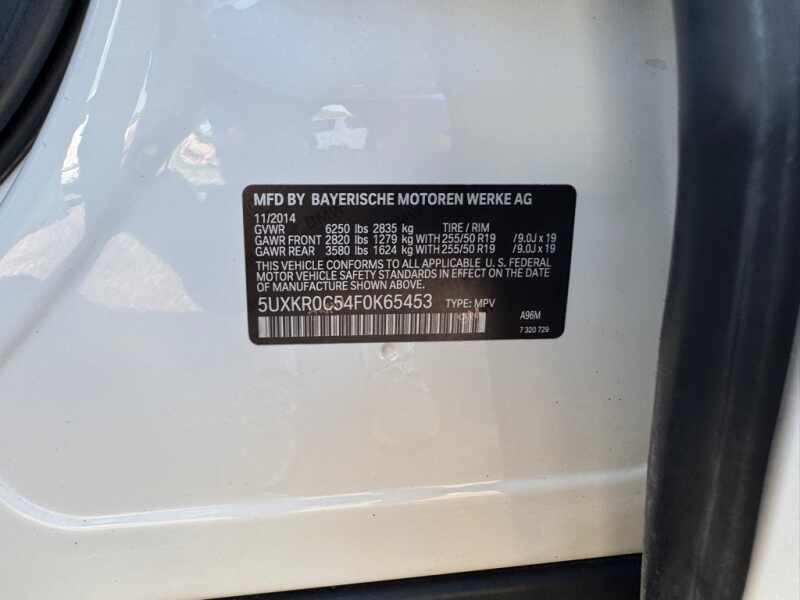 MFD BY BAYERISCHE MOTOREN WERKE AG
11/2014
GVWR 6250 lbs 2835 kg TIRE / RIM
GAWR FRONT 2820 lbs 1279 kg WITH 255/50 R19 /9.0J x 19
GAWR REAR 3580 lbs 1624 kg WITH 255/50 R19 /9.0J x 19
THIS VEHICLE CONFORMS TO ALL APPLICABLE U. S. FEDERAL
MOTOR VEHICLE SAFETY STANDARDS IN EFFECT ON THE DATE
OF MANUFACTURE SHOWN ABOVE.
5UXKR0C54F0K65453 TYPE: MPV
A96M
7 320 729